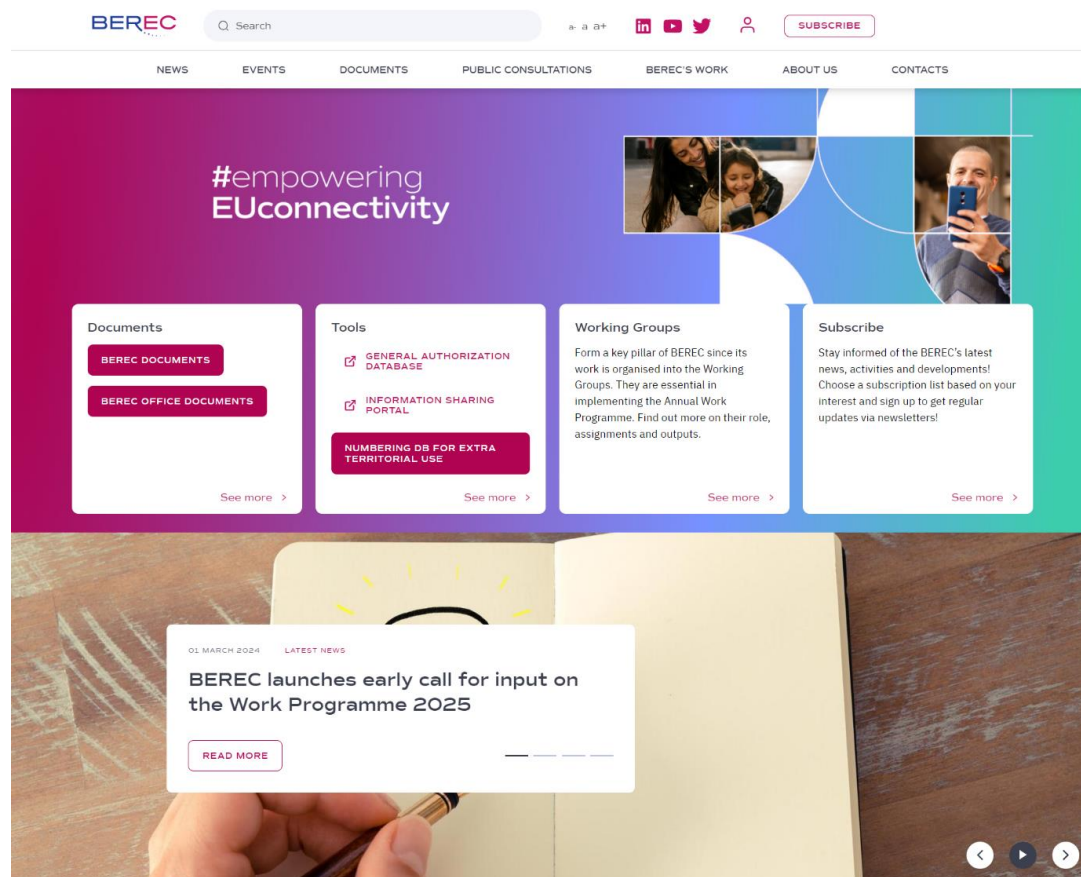 BEREC
Search
a- a a+
SUBSCRIBE
NEWS EVENTS DOCUMENTS PUBLIC CONSULTATIONS BEREC'S WORK ABOUT US CONTACTS
#empowering
EUconnectivity
Documents
BEREC DOCUMENTS
BEREC OFFICE DOCUMENTS
See more
Tools
GENERAL AUTHORIZATION
DATABASE
INFORMATION SHARING
PORTAL
NUMBERING DB FOR EXTRA
TERRITORIAL USE
See more
Working Groups
Form a key pillar of BEREC since its
work is organised into the Working
Groups. They are essential in
implementing the Annual Work
Programme. Find out more on their role,
assignments and outputs.
See more
Subscribe
Stay informed of the BEREC’s latest
news, activities and developments!
Choose a subscription list based on your
interest and sign up to get regular
updates via newsletters!
See more
01 MARCH 2024 LATEST NEWS
BEREC launches early call for input on
the Work Programme 2025
READ MORE